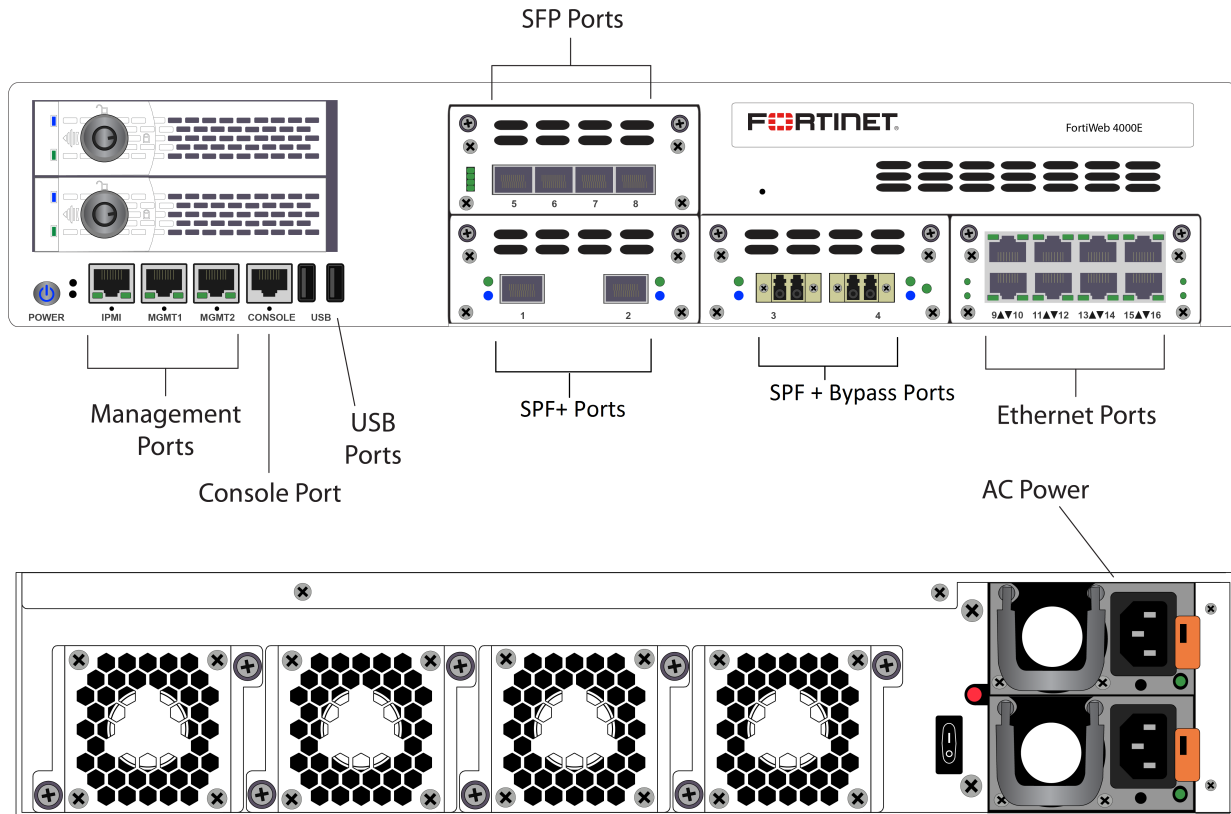 SFP Ports
FORTINET
FortiWeb 4000E
5 6 7 8
1 2
3 4
9▲▼10 11▲▼12 13▲▼14 15▲▼16
POWER IPMI MGMT1 MGMT2 CONSOLE USB
Management
Ports
Console Port
USB
Ports
SPF+ Ports
SPF + Bypass Ports
Ethernet Ports
AC Power